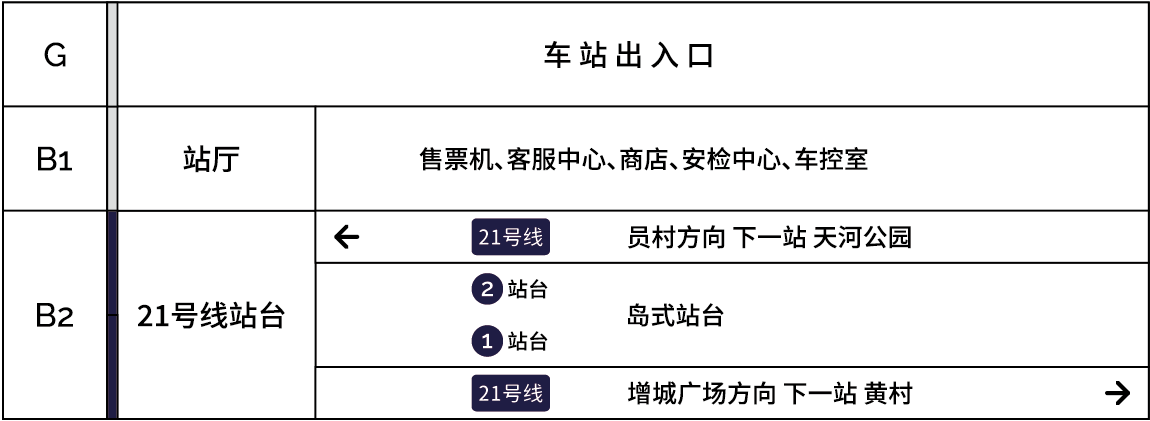 G
车站出入口
B1
站厅
售票机、客服中心、商店、安检中心、车控室
B2
21号线站台
← 21号线 员村方向 下一站 天河公园
2 站台
岛式站台
1 站台
21号线 增城广场方向 下一站 黄村 →